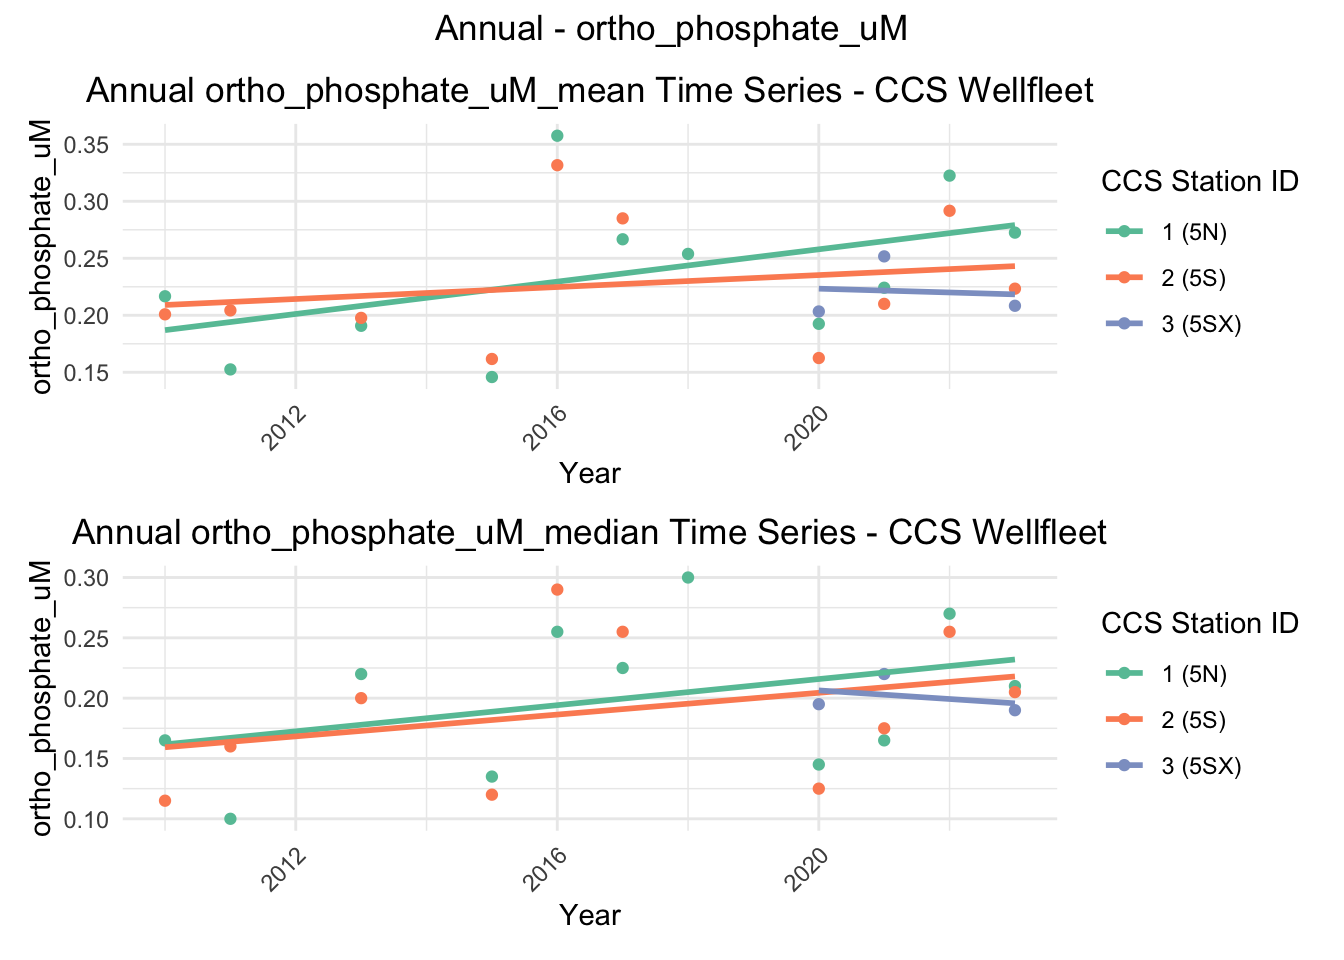 Annual - ortho_phosphate_uM
Annual ortho_phosphate_uM_mean Time Series - CCS Wellfleet
ortho_phosphate_uM
0.35
0.30
0.25
0.20
0.15
2012
2016
2020
Year
CCS Station ID
1 (5N)
2 (5S)
3 (5SX)
Annual ortho_phosphate_uM_median Time Series - CCS Wellfleet
ortho_phosphate_uM
0.30
0.25
0.20
0.15
0.10
2012
2016
2020
Year
CCS Station ID
1 (5N)
2 (5S)
3 (5SX)